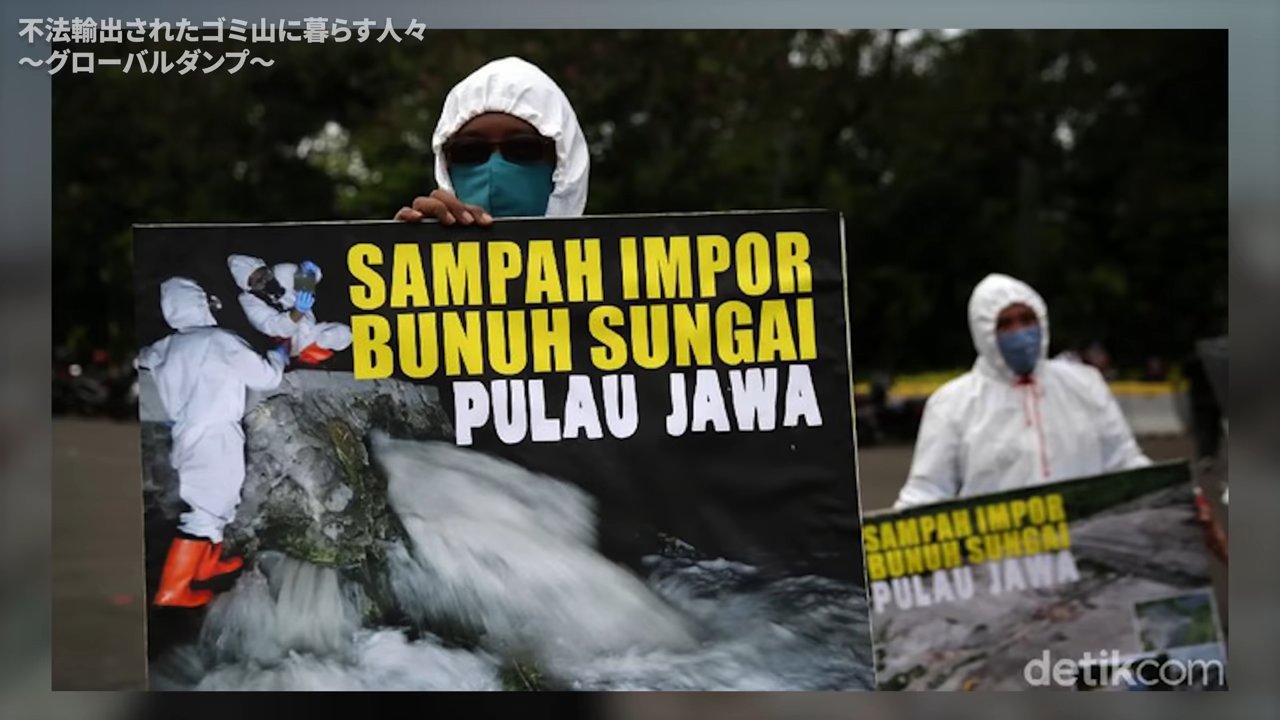 不法輸出されたゴミ山に暮らす人々
〜グローバルダンプ〜
SAMPAH IMPOR
BUNUH SUNGAI
PULAU JAWA
SAMPAH IMPOR
BUNUH SUNGAI
PULAU JAWA
detikcom